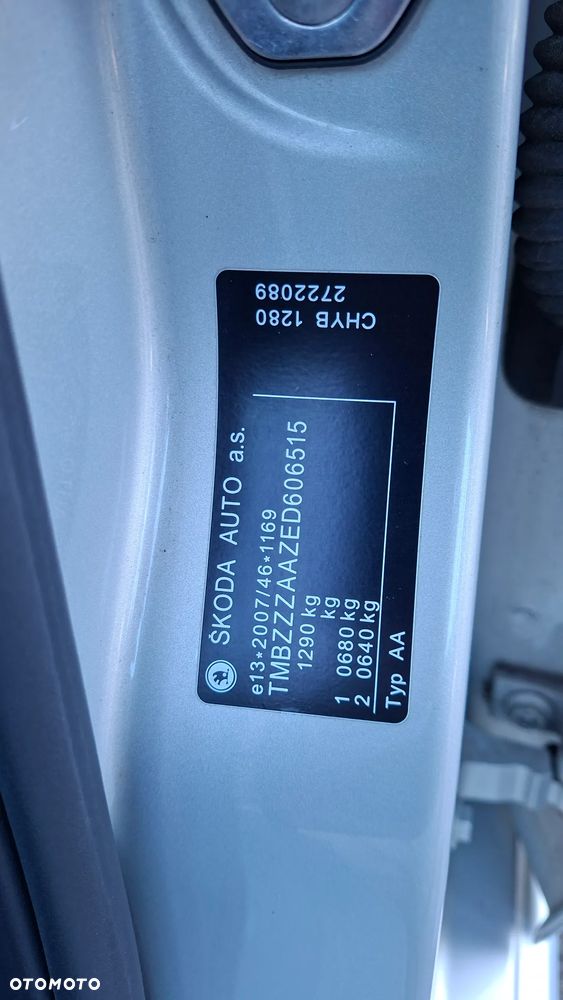 ŠKODA AUTO a.s.
e13*2007/46*1169
TMBZZZAAZED606515
1290 kg
kg
1 0680 kg
2 0640 kg
Typ AA
CHYB 1280
2722089
OTOMOTO